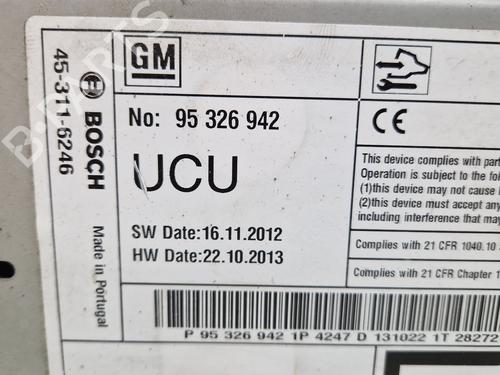 GM
No: 95 326 942
UCU
SW Date:16.11.2012
HW Date:22.10.2013
45-311-6246
BOSCH
Made in Portugal
CE
This device complies with part
Operation is subject to the fo
(1)this device may not cause
(2)this device must accept any
including interference that may
Complies with 21 CFR 1040.10
Complies with 21 CFR Chapter 1
P 95 326 942 1P 4247 D 131022 1T 28272
B-PARTS